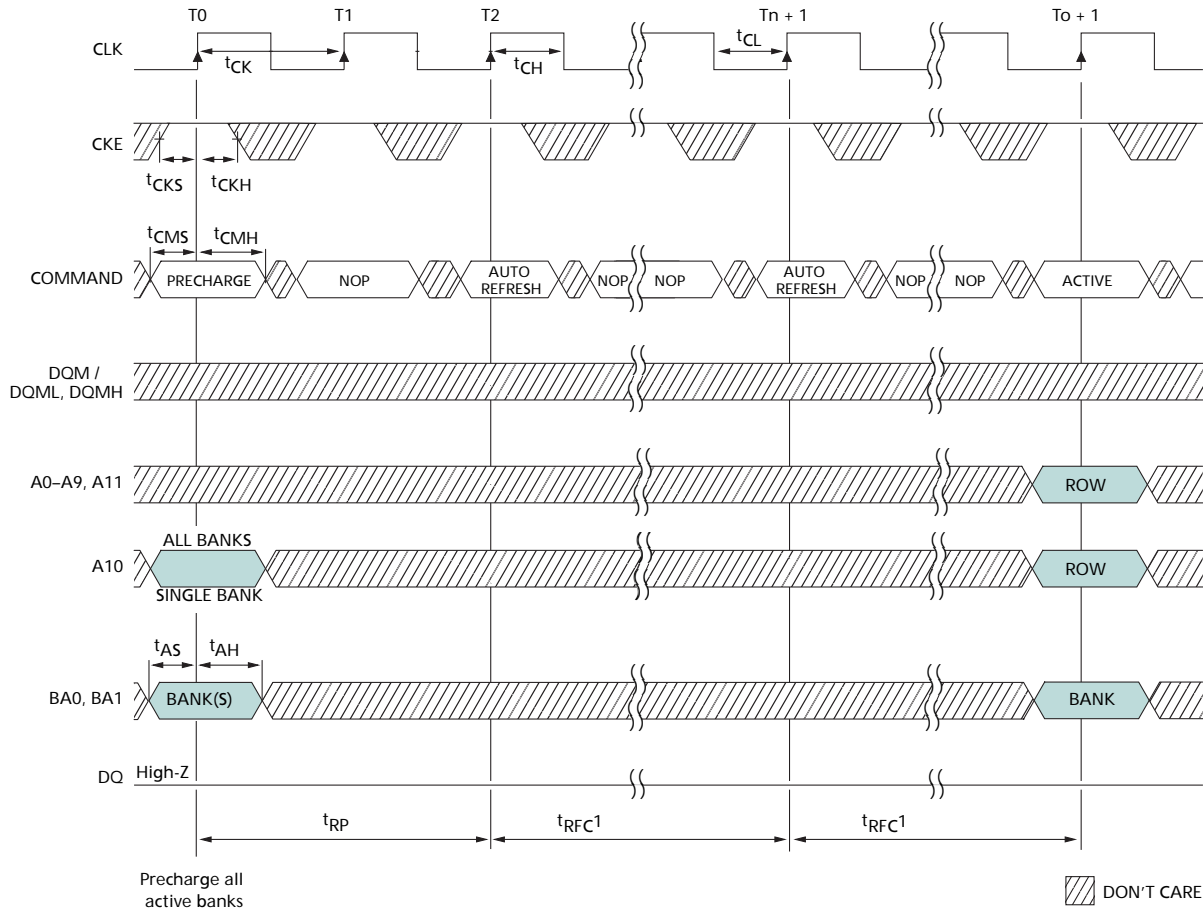 T0 T1 T2 Tn + 1 To + 1
CLK
tCK tCH tCL
CKE
tCKS tCKH
tCMS tCMH
COMMAND PRECHARGE NOP AUTO REFRESH NOP NOP AUTO REFRESH NOP NOP ACTIVE
DQM /
DQML, DQMH
A0–A9, A11 ROW
ALL BANKS
A10 ROW
SINGLE BANK
tAS tAH
BA0, BA1 BANK(S) BANK
DQ High-Z
tRP tRFC1 tRFC1
Precharge all
active banks
DON'T CARE